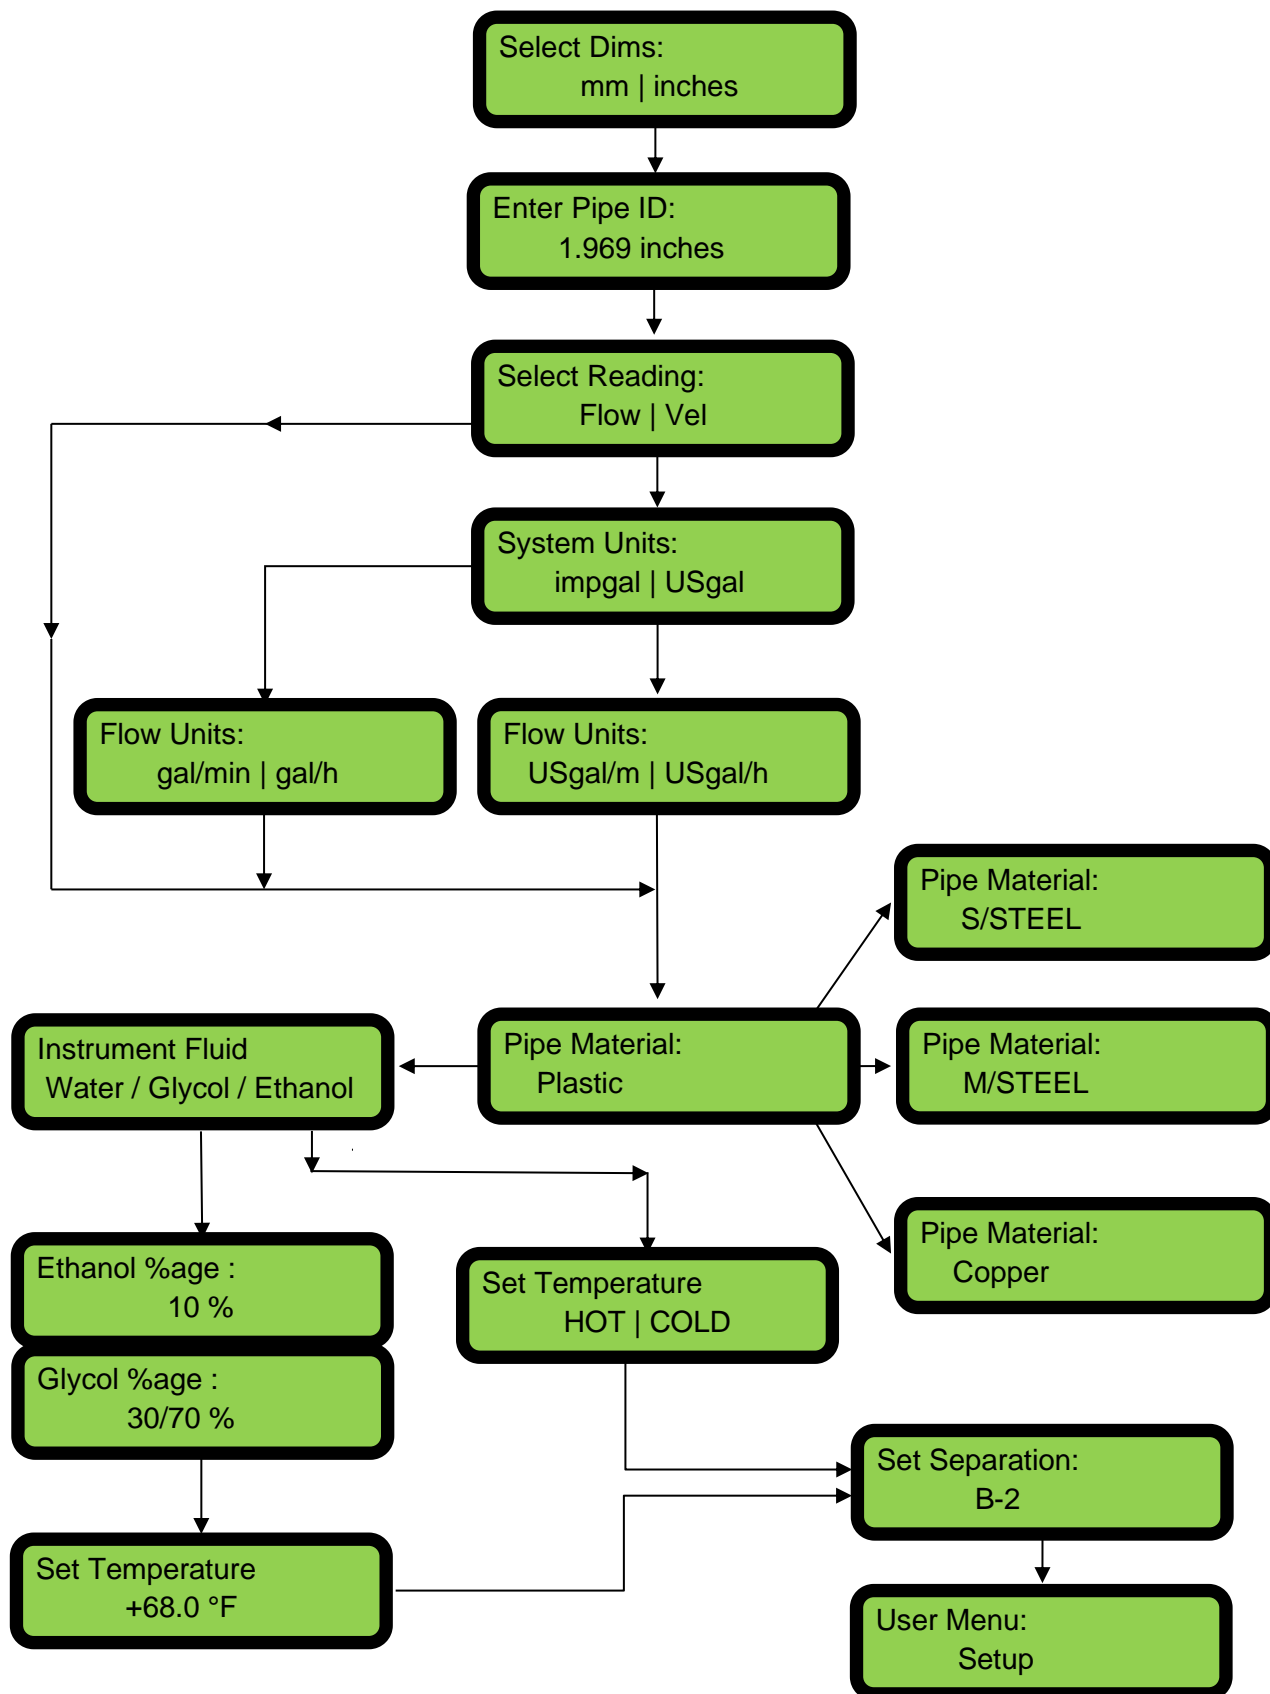 Select Dims:
mm | inches
Enter Pipe ID:
1.969 inches
Select Reading:
Flow | Vel
System Units:
impgal | USgal
Flow Units:
gal/min | gal/h
Flow Units:
USgal/m | USgal/h
Pipe Material:
S/STEEL
Instrument Fluid
Water / Glycol / Ethanol
Pipe Material:
Plastic
Pipe Material:
M/STEEL
Pipe Material:
Copper
Ethanol %age :
10 %
Set Temperature
HOT | COLD
Glycol %age :
30/70 %
Set Separation:
B-2
Set Temperature
+68.0 °F
User Menu:
Setup